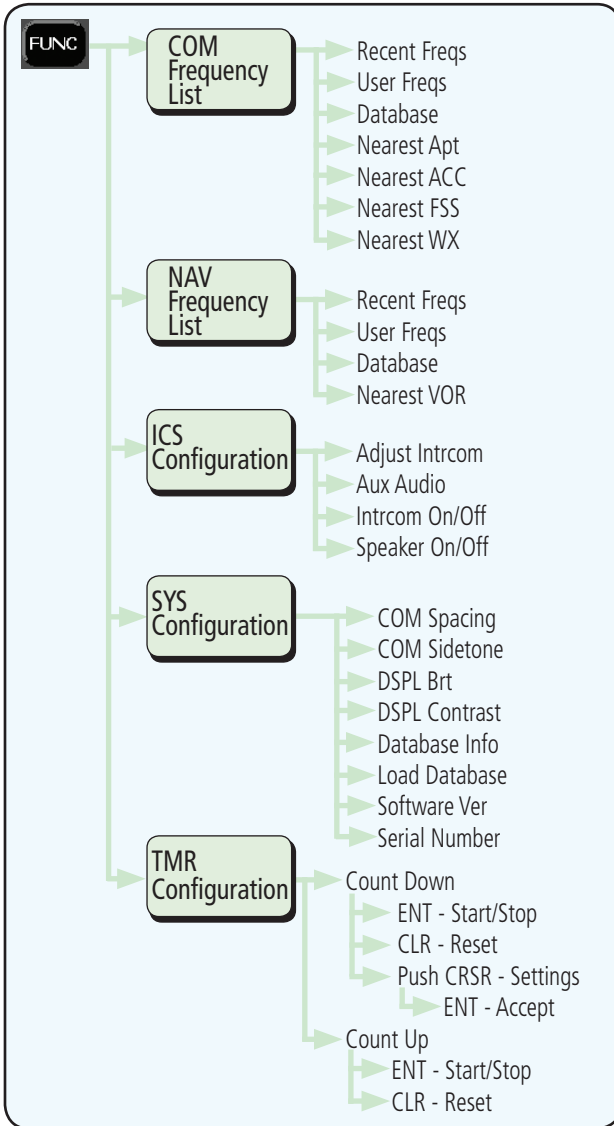 FUNC
COM
Frequency
List
Recent Freqs
User Freqs
Database
Nearest Apt
Nearest ACC
Nearest FSS
Nearest WX
NAV
Frequency
List
Recent Freqs
User Freqs
Database
Nearest VOR
ICS
Configuration
Adjust Intrcom
Aux Audio
Intrcom On/Off
Speaker On/Off
SYS
Configuration
COM Spacing
COM Sidetone
DSPL Brt
DSPL Contrast
Database Info
Load Database
Software Ver
Serial Number
TMR
Configuration
Count Down
ENT - Start/Stop
CLR - Reset
Push CRSR - Settings
ENT - Accept
Count Up
ENT - Start/Stop
CLR - Reset